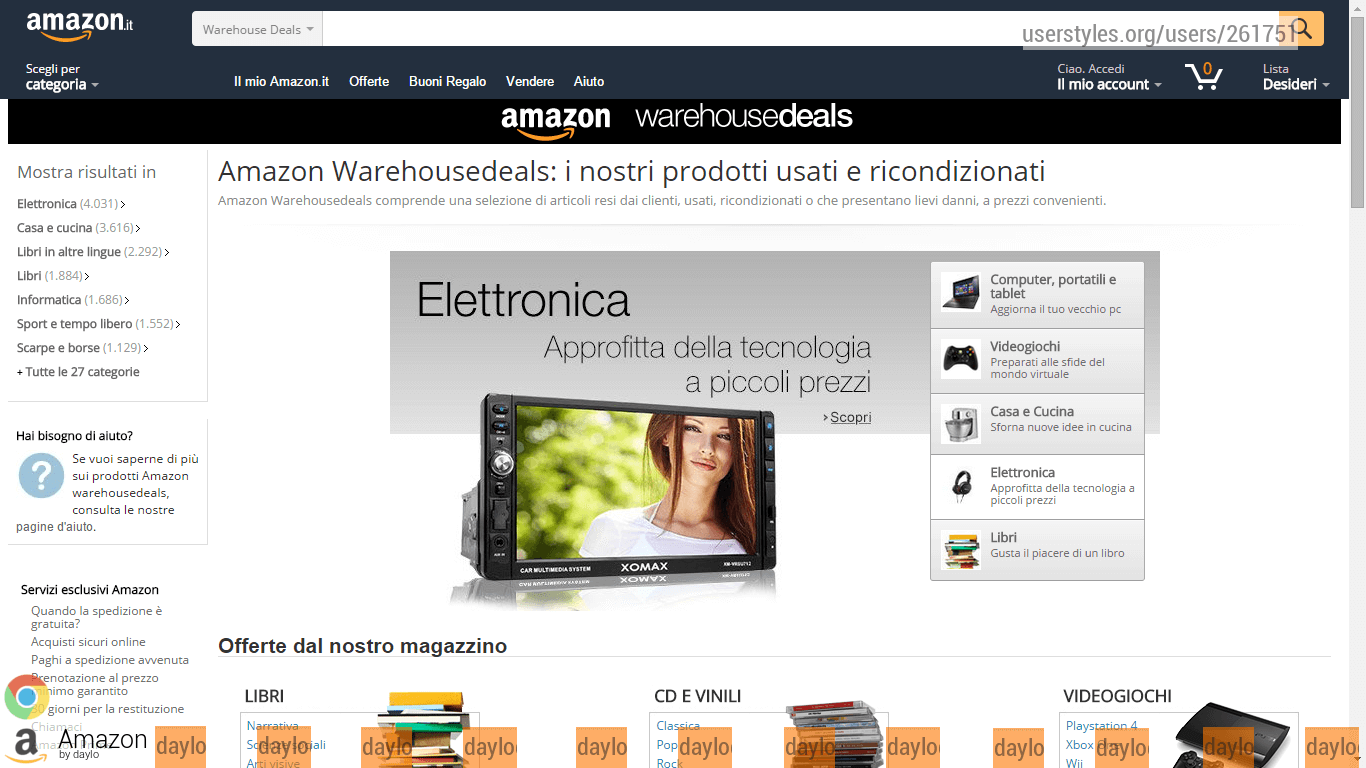 amazon.it
Warehouse Deals
userstyles.org/users/261751
Scegli per
categoria
Il mio Amazon.it
Offerte
Buoni Regalo
Vendere
Aiuto
Ciao. Accedi
Il mio account
0
Lista
Desideri
amazon warehousedeals
Mostra risultati in
Elettronica (4.031)
Casa e cucina (3.616)
Libri in altre lingue (2.292)
Libri (1.884)
Informatica (1.686)
Sport e tempo libero (1.552)
Scarpe e borse (1.129)
+ Tutte le 27 categorie
Hai bisogno di aiuto?
Se vuoi saperne di più
sui prodotti Amazon
warehousedeals,
consulta le nostre
pagine d'aiuto.
Servizi esclusivi Amazon
Quando la spedizione è
gratuita?
Acquisti sicuri online
Paghi a spedizione avvenuta
Prenotazione al prezzo
minimo garantito
30 giorni per la restituzione
Chiamaci
Amazon Warehousedeals: i nostri prodotti usati e ricondizionati
Amazon Warehousedeals comprende una selezione di articoli resi dai clienti, usati, ricondizionati o che presentano lievi danni, a prezzi convenienti.
Elettronica
Approfitta della tecnologia
a piccoli prezzi
Scopri
CAR MULTIMEDIA SYSTEM
XOMAX
Computer, portatili e
tablet
Aggiorna il tuo vecchio pc
Videogiochi
Preparati alle sfide del
mondo virtuale
Casa e Cucina
Sforna nuove idee in cucina
Elettronica
Approfitta della tecnologia a
piccoli prezzi
Libri
Gusta il piacere di un libro
Offerte dal nostro magazzino
LIBRI
Narrativa
Scienze sociali
Arti visive
CD E VINILI
Classica
Pop
Rock
VIDEOGIOCHI
Playstation 4
Xbox
Wii
a Amazon
by daylo
daylo
daylo
daylo
daylo
daylo
daylo
daylo
daylo
daylo
daylo
daylo
daylo